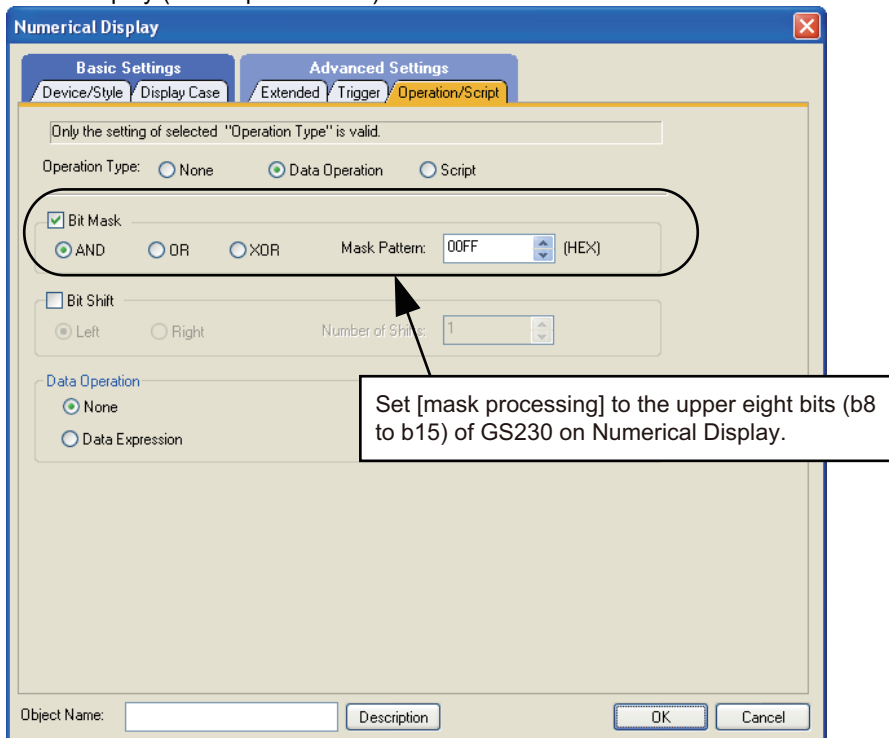 Numerical Display
Basic Settings Advanced Settings
Device/Style Display Case Extended Trigger Operation/Script
Only the setting of selected "Operation Type" is valid.
Operation Type: None Data Operation Script
Bit Mask
AND OR XOR Mask Pattern: 00FF (HEX)
Bit Shift
Left Right Number of Shifts: 1
Data Operation
None
Data Expression
Set [mask processing] to the upper eight bits (b8
to b15) of GS230 on Numerical Display.
Object Name: Description OK Cancel